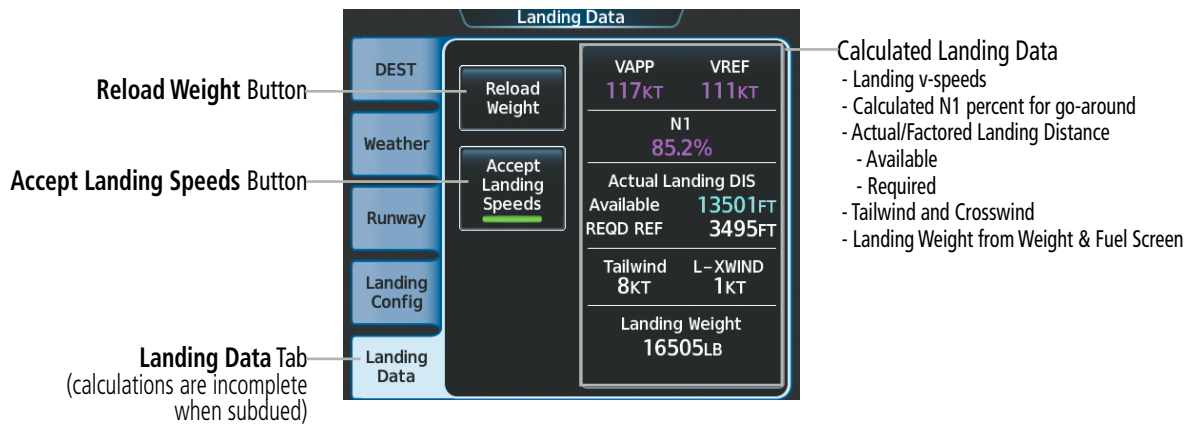 Landing Data
DEST
Weather
Runway
Landing
Config
Landing
Data
Reload
Weight
Accept
Landing
Speeds
VAPP VREF
117KT 111KT
N1
85.2%
Actual Landing DIS
Available 13501FT
REQD REF 3495FT
Tailwind L-XWIND
8KT 1KT
Landing Weight
16505LB
Reload Weight Button
Accept Landing Speeds Button
Landing Data Tab
(calculations are incomplete
when subdued)
Calculated Landing Data
- Landing v-speeds
- Calculated N1 percent for go-around
- Actual/Factored Landing Distance
- Available
- Required
- Tailwind and Crosswind
- Landing Weight from Weight & Fuel Screen